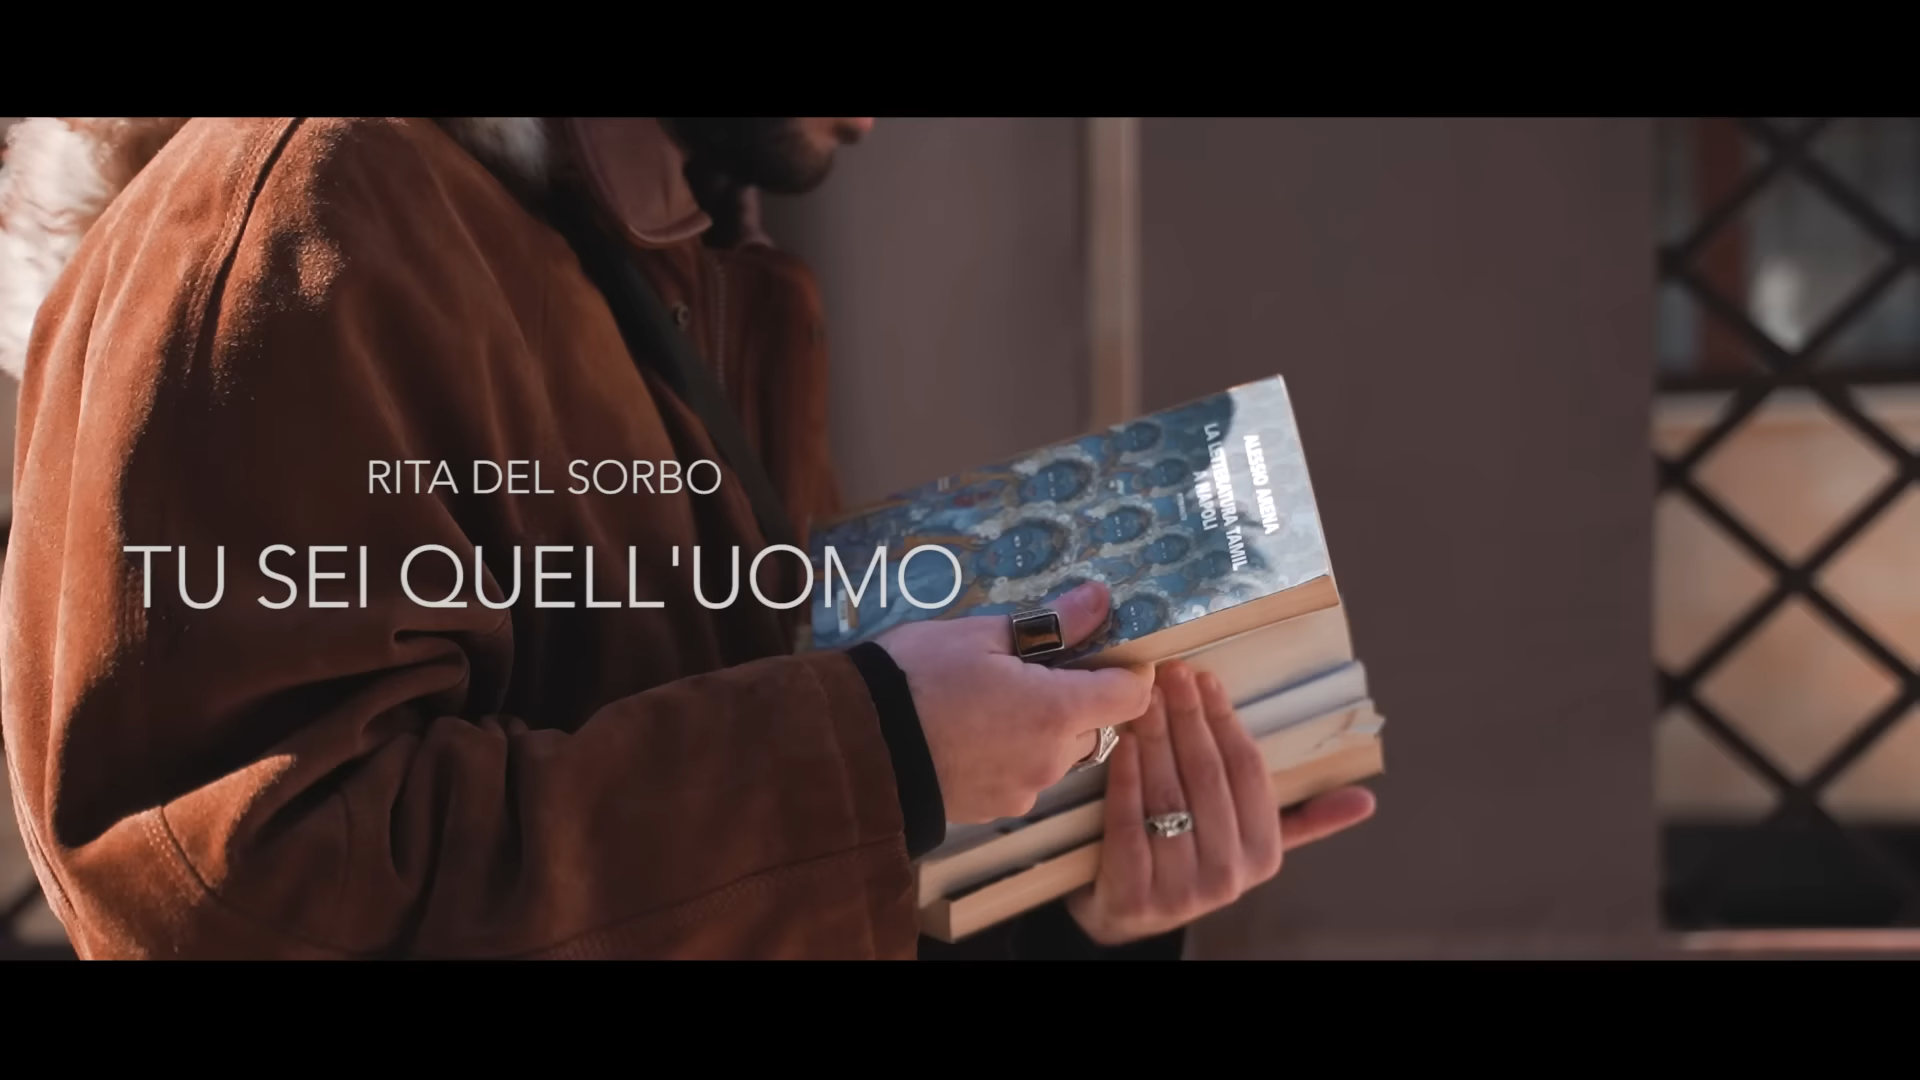 RITA DEL SORBO
TU SEI QUELL'UOMO
ALESSIO ARENA
LA LETTERATURA TAMIL
A NAPOLI